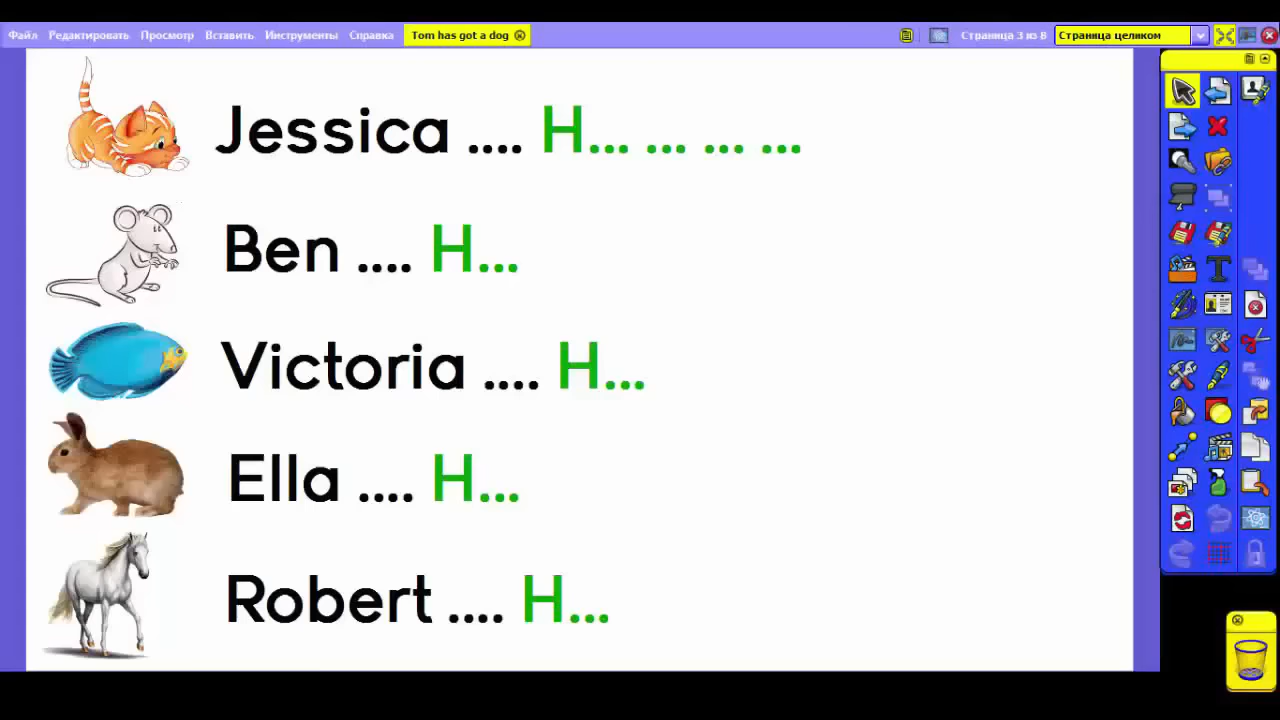 Файл Редактировать Просмотр Вставить Инструменты Справка Tom has got a dog Страница 3 из 8 Страница целиком
Jessica .... H... ... ... ...
Ben .... H...
Victoria .... H...
Ella .... H...
Robert .... H...